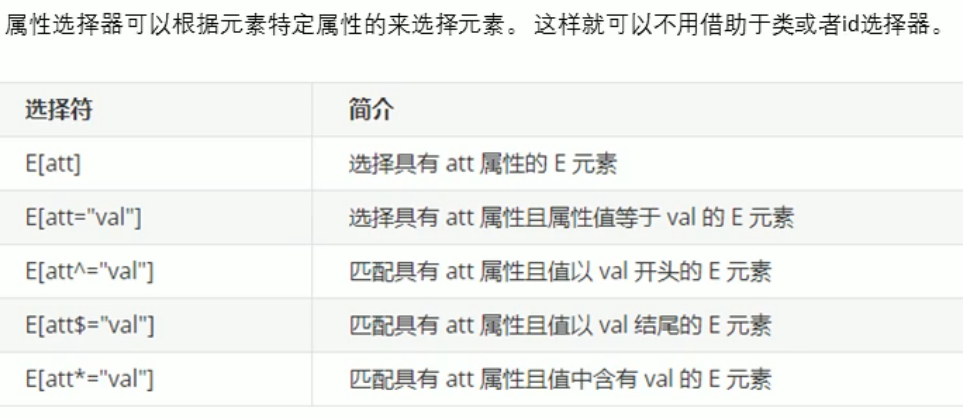 属性选择器可以根据元素特定属性的来选择元素。 这样就可以不用借助于类或者id选择器。
选择符 简介
E[att] 选择具有 att 属性的 E 元素
E[att="val"] 选择具有 att 属性且属性值等于 val 的 E 元素
E[att^="val"] 匹配具有 att 属性且值以 val 开头的 E 元素
E[att$="val"] 匹配具有 att 属性且值以 val 结尾的 E 元素
E[att*="val"] 匹配具有 att 属性且值中含有 val 的 E 元素